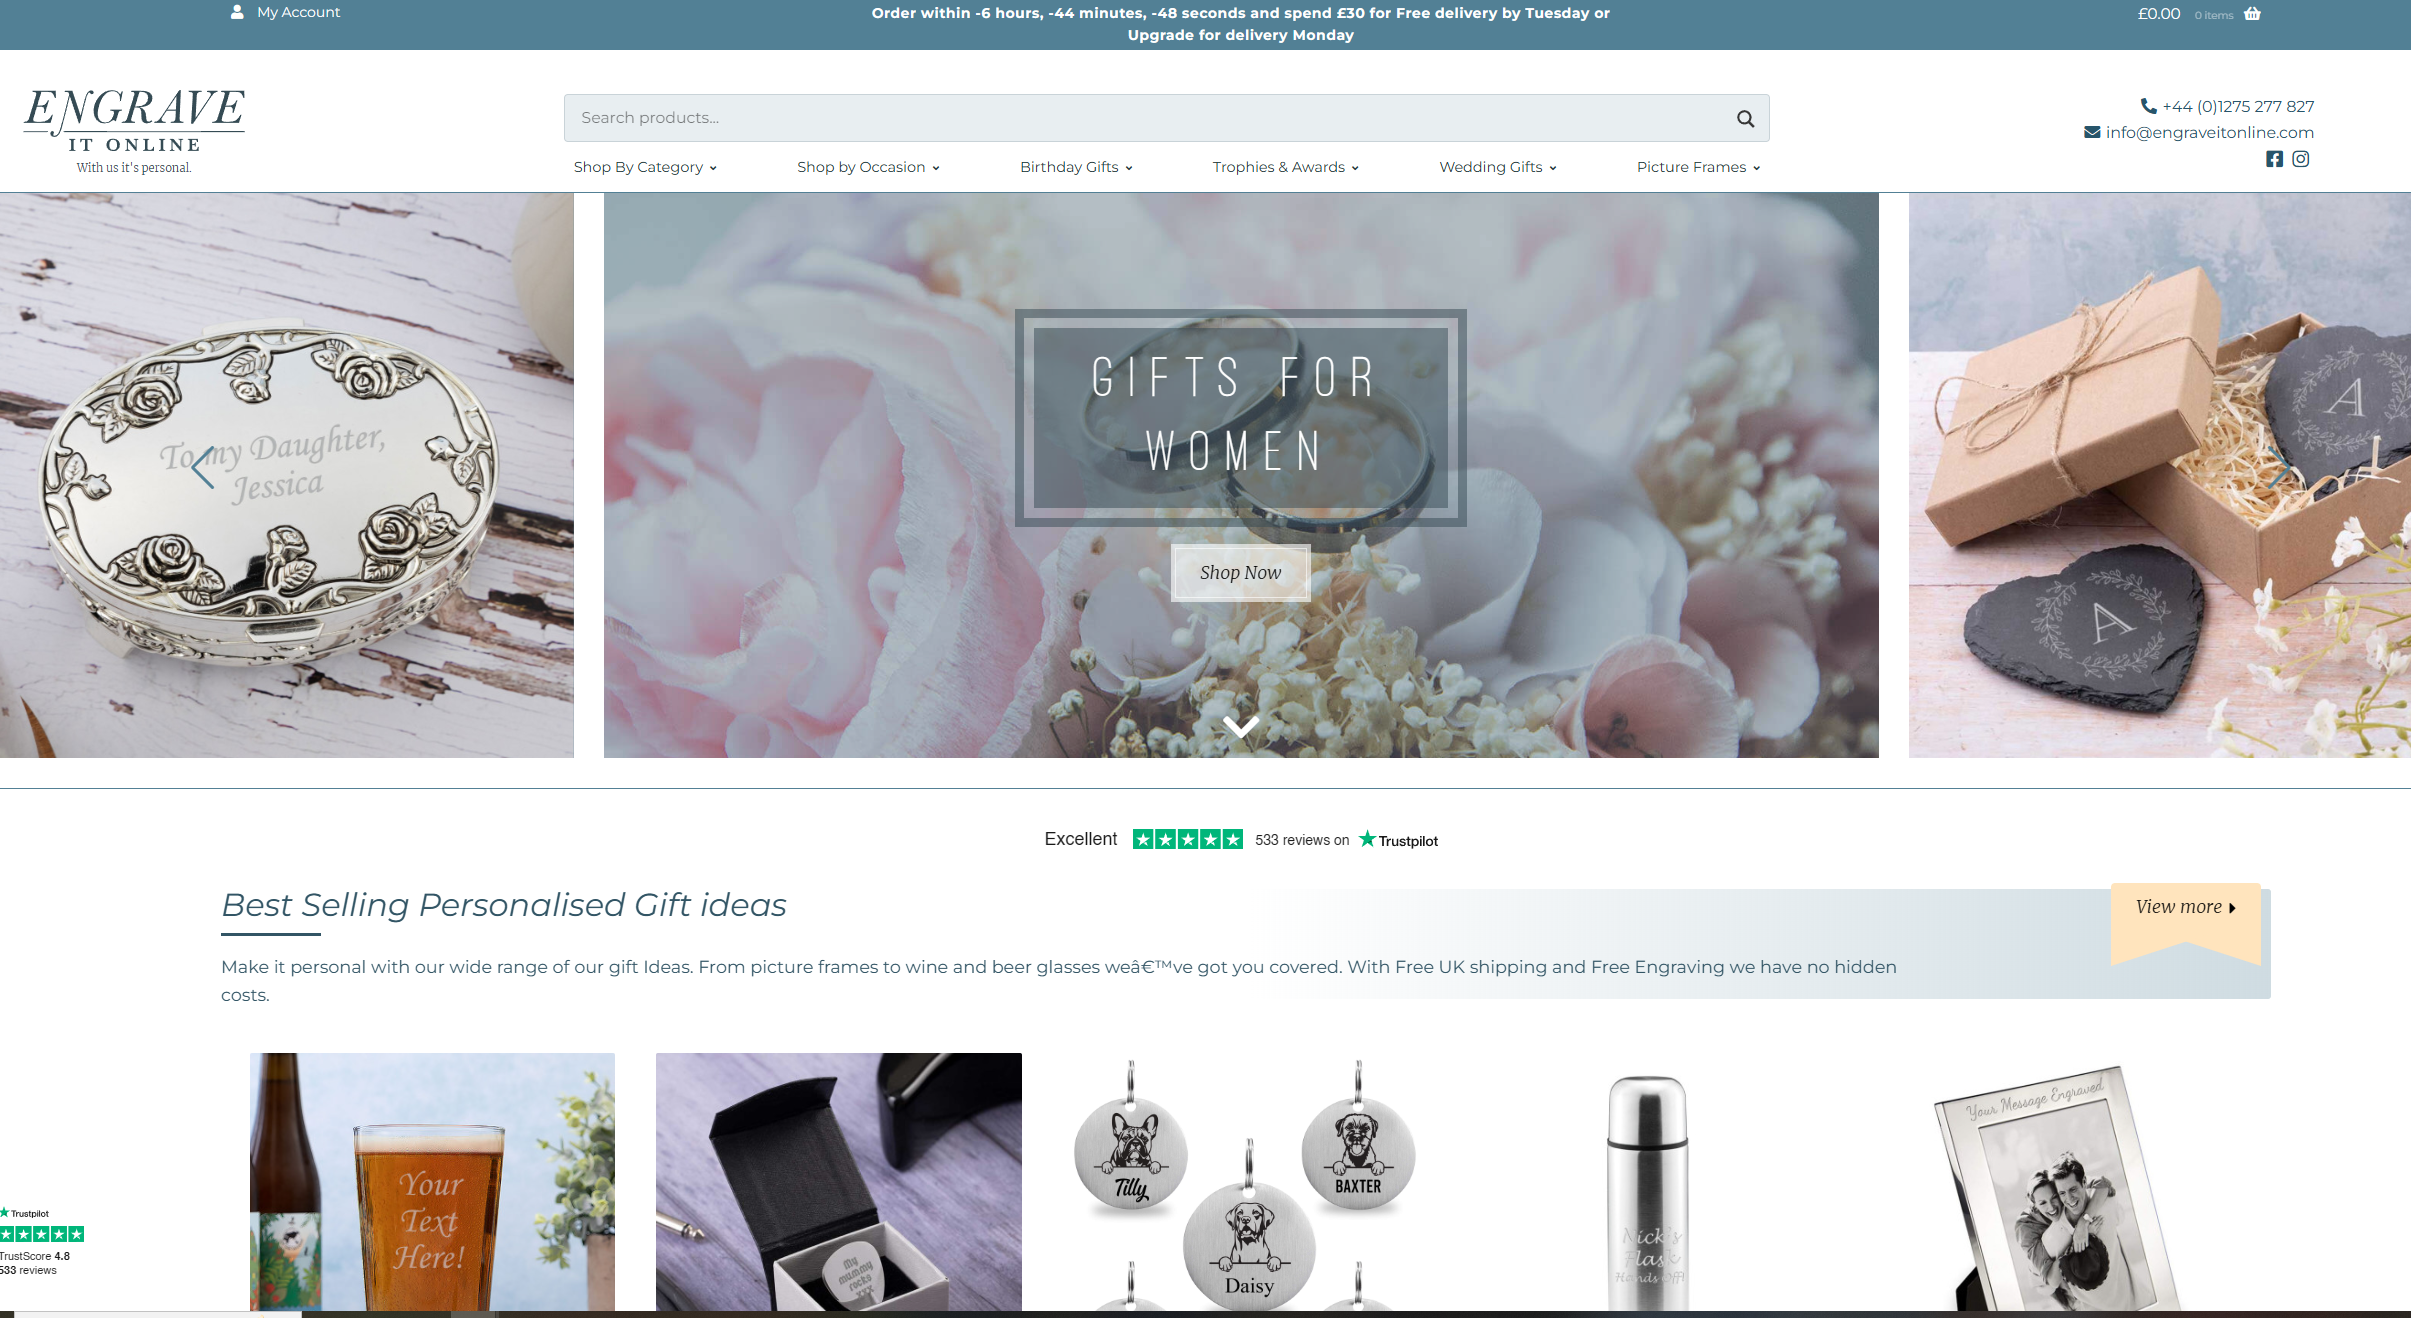 My Account
Order within -6 hours, -44 minutes, -48 seconds and spend £30 for Free delivery by Tuesday or
Upgrade for delivery Monday
£0.00 0 items
ENGRAVE
IT ONLINE
With us it's personal.
Search products...
+44 (0)1275 277 827
info@engraveitonline.com
Shop By Category
Shop by Occasion
Birthday Gifts
Trophies & Awards
Wedding Gifts
Picture Frames
To my Daughter,
Jessica
GIFTS FOR
WOMEN
Shop Now
A
A
Excellent
533 reviews on
Trustpilot
Best Selling Personalised Gift ideas
View more
Make it personal with our wide range of our gift Ideas. From picture frames to wine and beer glasses weâ€™ve got you covered. With Free UK shipping and Free Engraving we have no hidden
costs.
Your
Text
Here!
My
mummy
rocks
xxx
Tilly
BAXTER
Daisy
Nick's
Flask
Hands Off!
Your Message Engraved
Trustpilot
TrustScore 4.8
533 reviews